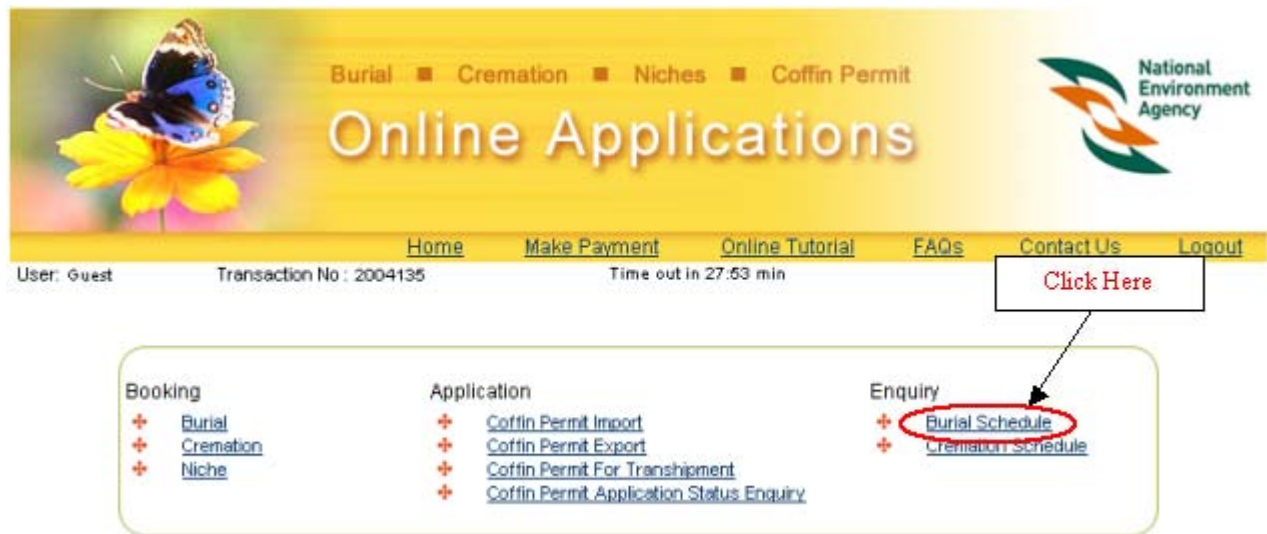 Burial ■ Cremation ■ Niches ■ Coffin Permit
Online Applications
National
Environment
Agency
Home Make Payment Online Tutorial FAQs Contact Us Logout
User: Guest Transaction No : 2004135 Time out in 27:53 min
Click Here
Booking Application Enquiry
Burial Coffin Permit Import Burial Schedule
Cremation Coffin Permit Export Cremation Schedule
Niche Coffin Permit For Transhipment
Coffin Permit Application Status Enquiry